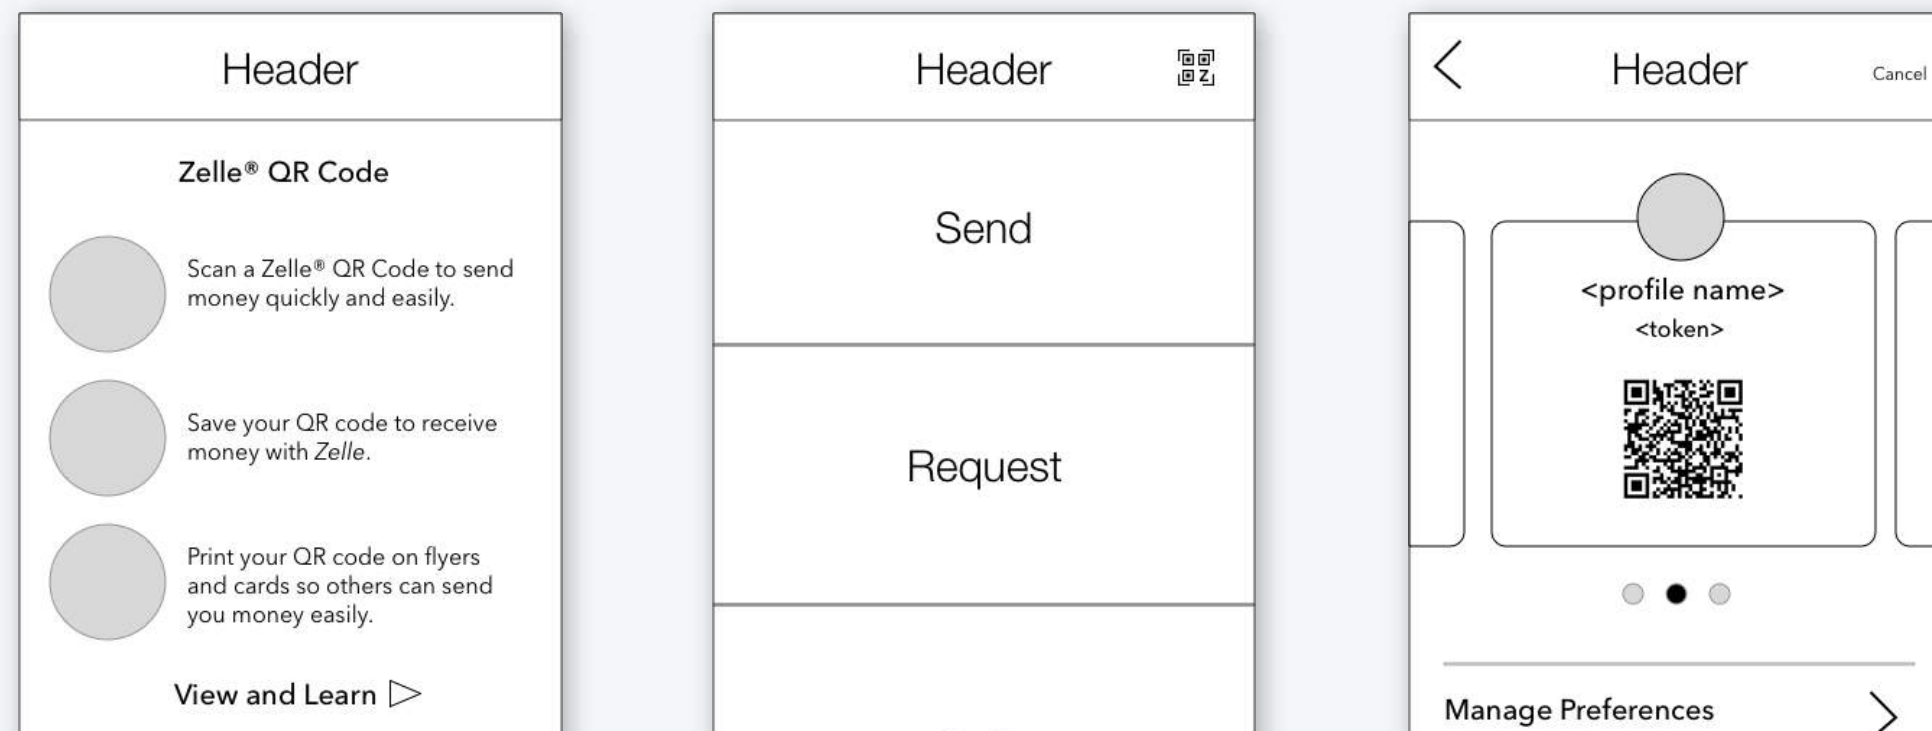 Header
Zelle® QR Code
Scan a Zelle® QR Code to send
money quickly and easily.
Save your QR code to receive
money with Zelle.
Print your QR code on flyers
and cards so others can send
you money easily.
View and Learn
Header
Z
Send
Request
Header
Cancel
<profile name>
<token>
Manage Preferences